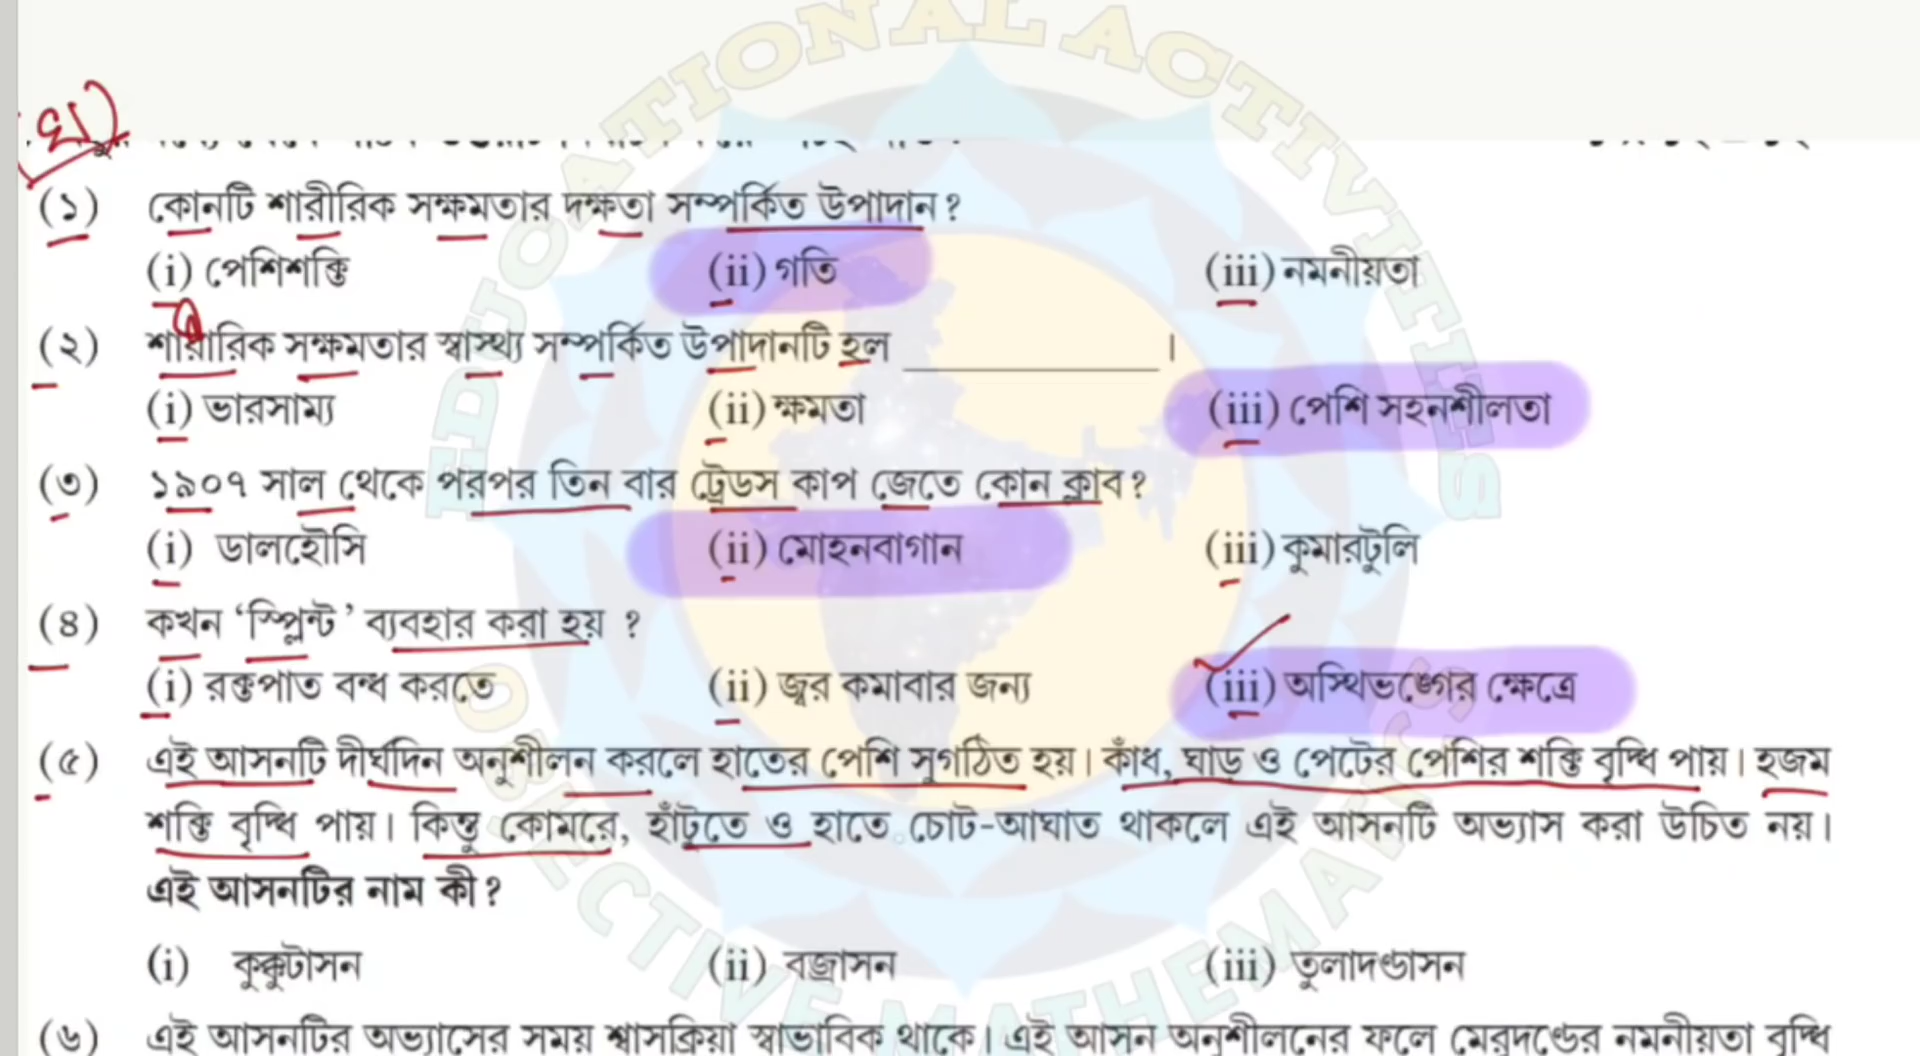 EDUCATIONAL ACTIVITIES
OBJECTIVE MATHEMATICS
(১) কোনটি শারীরিক সক্ষমতার দক্ষতা সম্পর্কিত উপাদান?
(i) পেশিশক্তি (ii) গতি (iii) নমনীয়তা
(২) শারীরিক সক্ষমতার স্বাস্থ্য সম্পর্কিত উপাদানটি হল ____________ ।
(i) ভারসাম্য (ii) ক্ষমতা (iii) পেশি সহনশীলতা
(৩) ১৯০৭ সাল থেকে পরপর তিন বার ট্রেডস কাপ জেতে কোন ক্লাব?
(i) ডালহৌসি (ii) মোহনবাগান (iii) কুমারটুলি
(৪) কখন ‘স্প্লিন্ট’ ব্যবহার করা হয় ?
(i) রক্তপাত বন্ধ করতে (ii) জ্বর কমাবার জন্য (iii) অস্থিভঙ্গের ক্ষেত্রে
(৫) এই আসনটি দীর্ঘদিন অনুশীলন করলে হাতের পেশি সুগঠিত হয়। কাঁধ, ঘাড় ও পেটের পেশির শক্তি বৃদ্ধি পায়। হজম
শক্তি বৃদ্ধি পায়। কিন্তু কোমরে, হাঁটুতে ও হাতে চোট-আঘাত থাকলে এই আসনটি অভ্যাস করা উচিত নয়।
এই আসনটির নাম কী?
(i) কুক্কুটাসন (ii) বজ্রাসন (iii) তুলাদণ্ডাসন
(৬) এই আসনটির অভ্যাসের সময় শ্বাসক্রিয়া স্বাভাবিক থাকে। এই আসন অনুশীলনের ফলে মেরুদণ্ডের নমনীয়তা বৃদ্ধি